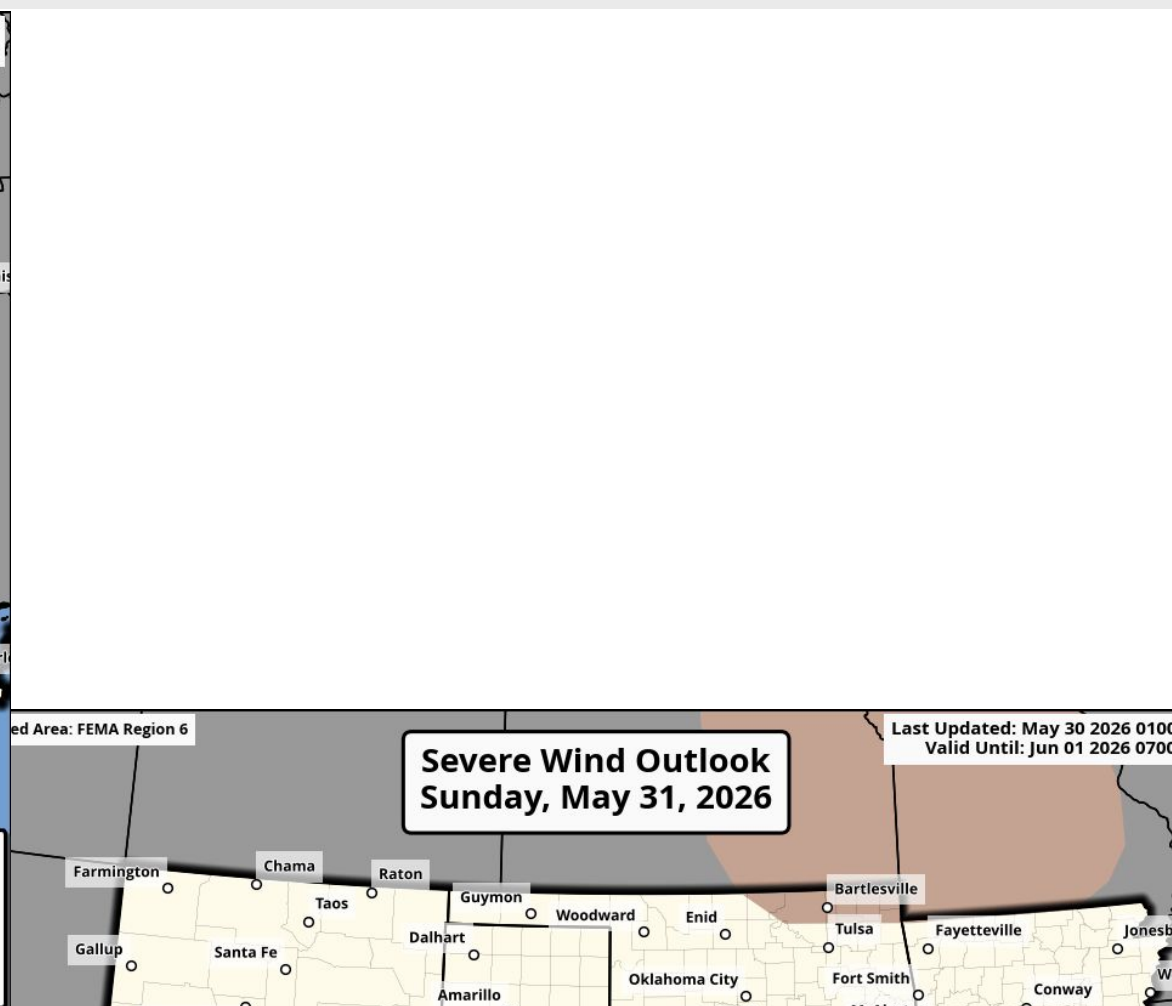 ed Area: FEMA Region 6
Severe Wind Outlook
Sunday, May 31, 2026
Last Updated: May 30 2026 0100
Valid Until: Jun 01 2026 0700
Farmington
Chama
Raton
Taos
Guymon
Woodward
Enid
Bartlesville
Tulsa
Fayetteville
Jonesb
Gallup
Santa Fe
Dalhart
Oklahoma City
Fort Smith
Amarillo
Conway
W